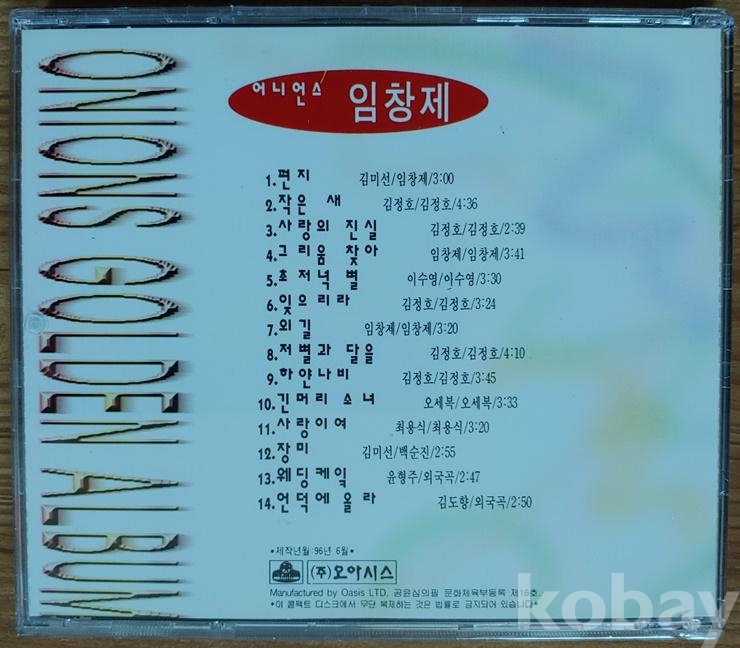 ONIONS GOLDEN ALBUM
어니언스 임창제
1.편지 김미선/임창제/3:00
2.작은 새 김정호/김정호/4:36
3.사랑의 진실 김정호/김정호/2:39
4.그리움 찾아 임창제/임창제/3:41
5.초저녁 별 이수영/이수영/3:30
6.잊으리라 김정호/김정호/3:24
7.외길 임창제/임창제/3:20
8.저별과 달을 김정호/김정호/4:10
9.하얀나비 김정호/김정호/3:45
10.긴머리 소녀 오세복/오세복/3:33
11.사랑이여 최용식/최용식/3:20
12.장미 김미선/백순진/2:55
13.웨딩케익 윤형주/외국곡/2:47
14.언덕에 올라 김도향/외국곡/2:50
•제작년월:96년 6월•
(주)오아시스
Manufactured by Oasis LTD. 공윤심의필 문화체육부등록 제16호.
•이 콤팩트 디스크에서 무단 복제하는 것은 법률로 금지되어 있습니다•
kobay